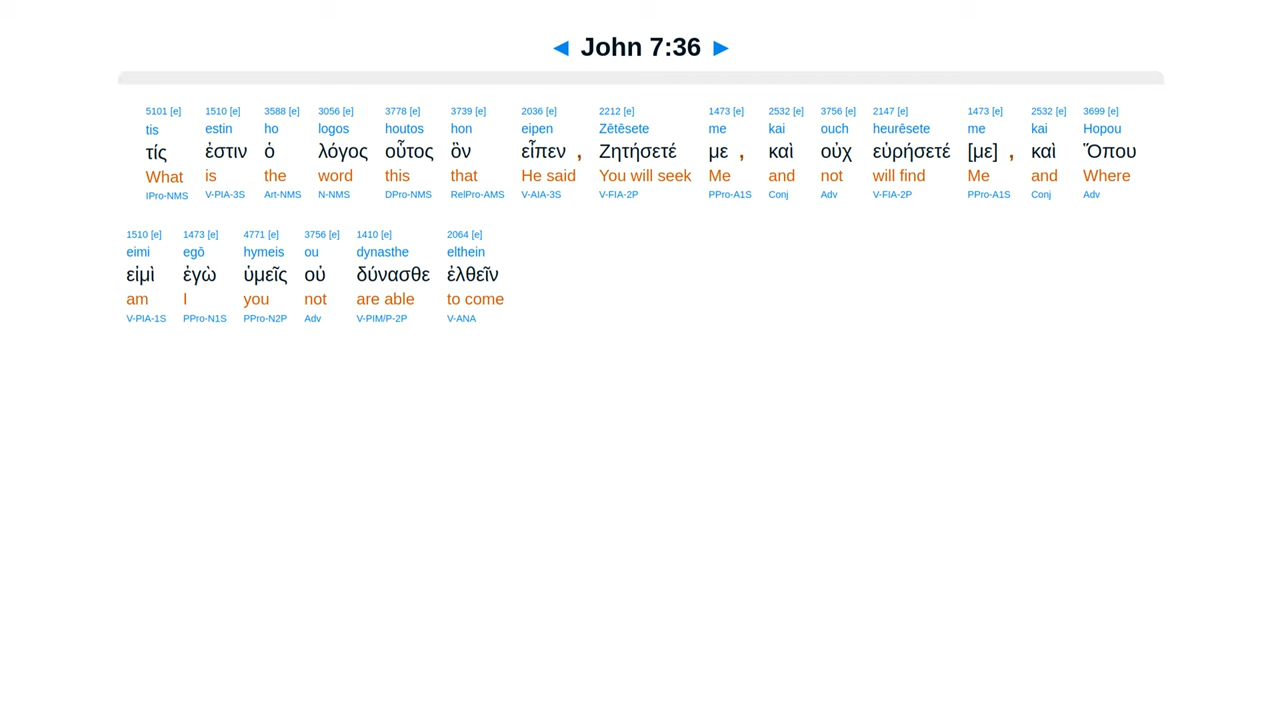 ◄ John 7:36 ►
5101 [e] 1510 [e] 3588 [e] 3056 [e] 3778 [e] 3739 [e] 2036 [e] 2212 [e] 1473 [e] 2532 [e] 3756 [e] 2147 [e] 1473 [e] 2532 [e] 3699 [e]
tis estin ho logos houtos hon eipen Zētēsete me kai ouch heurēsete me kai Hopou
τίς ἐστιν ὁ λόγος οὗτος ὃν εἶπεν , Ζητήσετέ με , καὶ οὐχ εὑρήσετέ [με] , καὶ Ὅπου
What is the word this that He said You will seek Me and not will find Me and Where
IPro-NMS V-PIA-3S Art-NMS N-NMS DPro-NMS RelPro-AMS V-AIA-3S V-FIA-2P PPro-A1S Conj Adv V-FIA-2P PPro-A1S Conj Adv
1510 [e] 1473 [e] 4771 [e] 3756 [e] 1410 [e] 2064 [e]
eimi egō hymeis ou dynasthe elthein
εἰμὶ ἐγὼ ὑμεῖς οὐ δύνασθε ἐλθεῖν
am I you not are able to come
V-PIA-1S PPro-N1S PPro-N2P Adv V-PIM/P-2P V-ANA